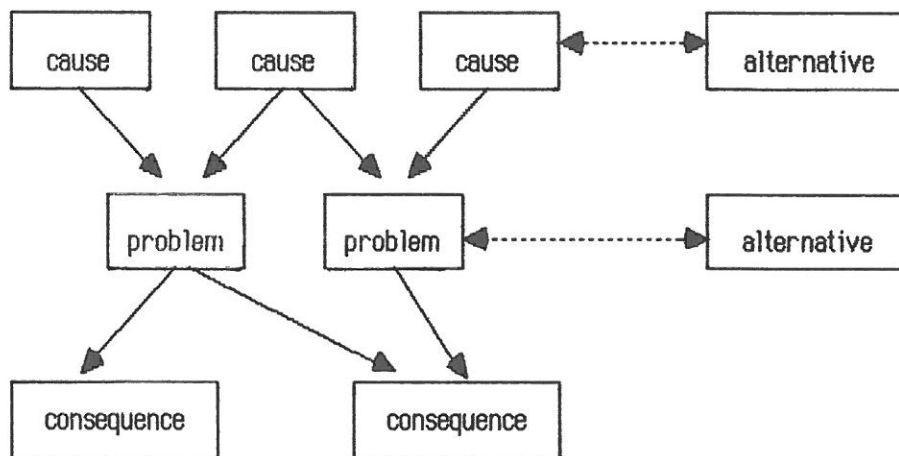 cause
cause
cause
alternative
problem
problem
alternative
consequence
consequence